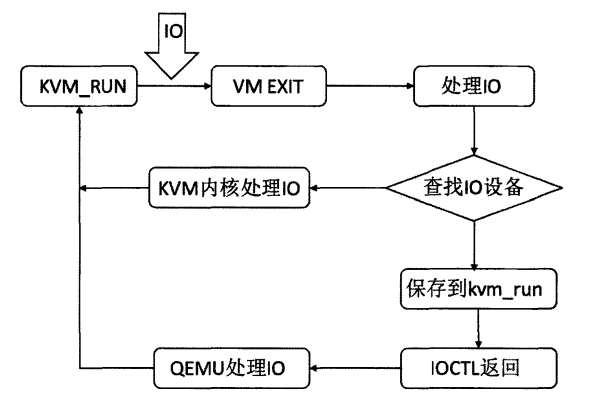 IO
KVM_RUN
VM EXIT
处理IO
KVM内核处理IO
查找IO设备
保存到kvm_run
QEMU处理IO
IOCTL返回